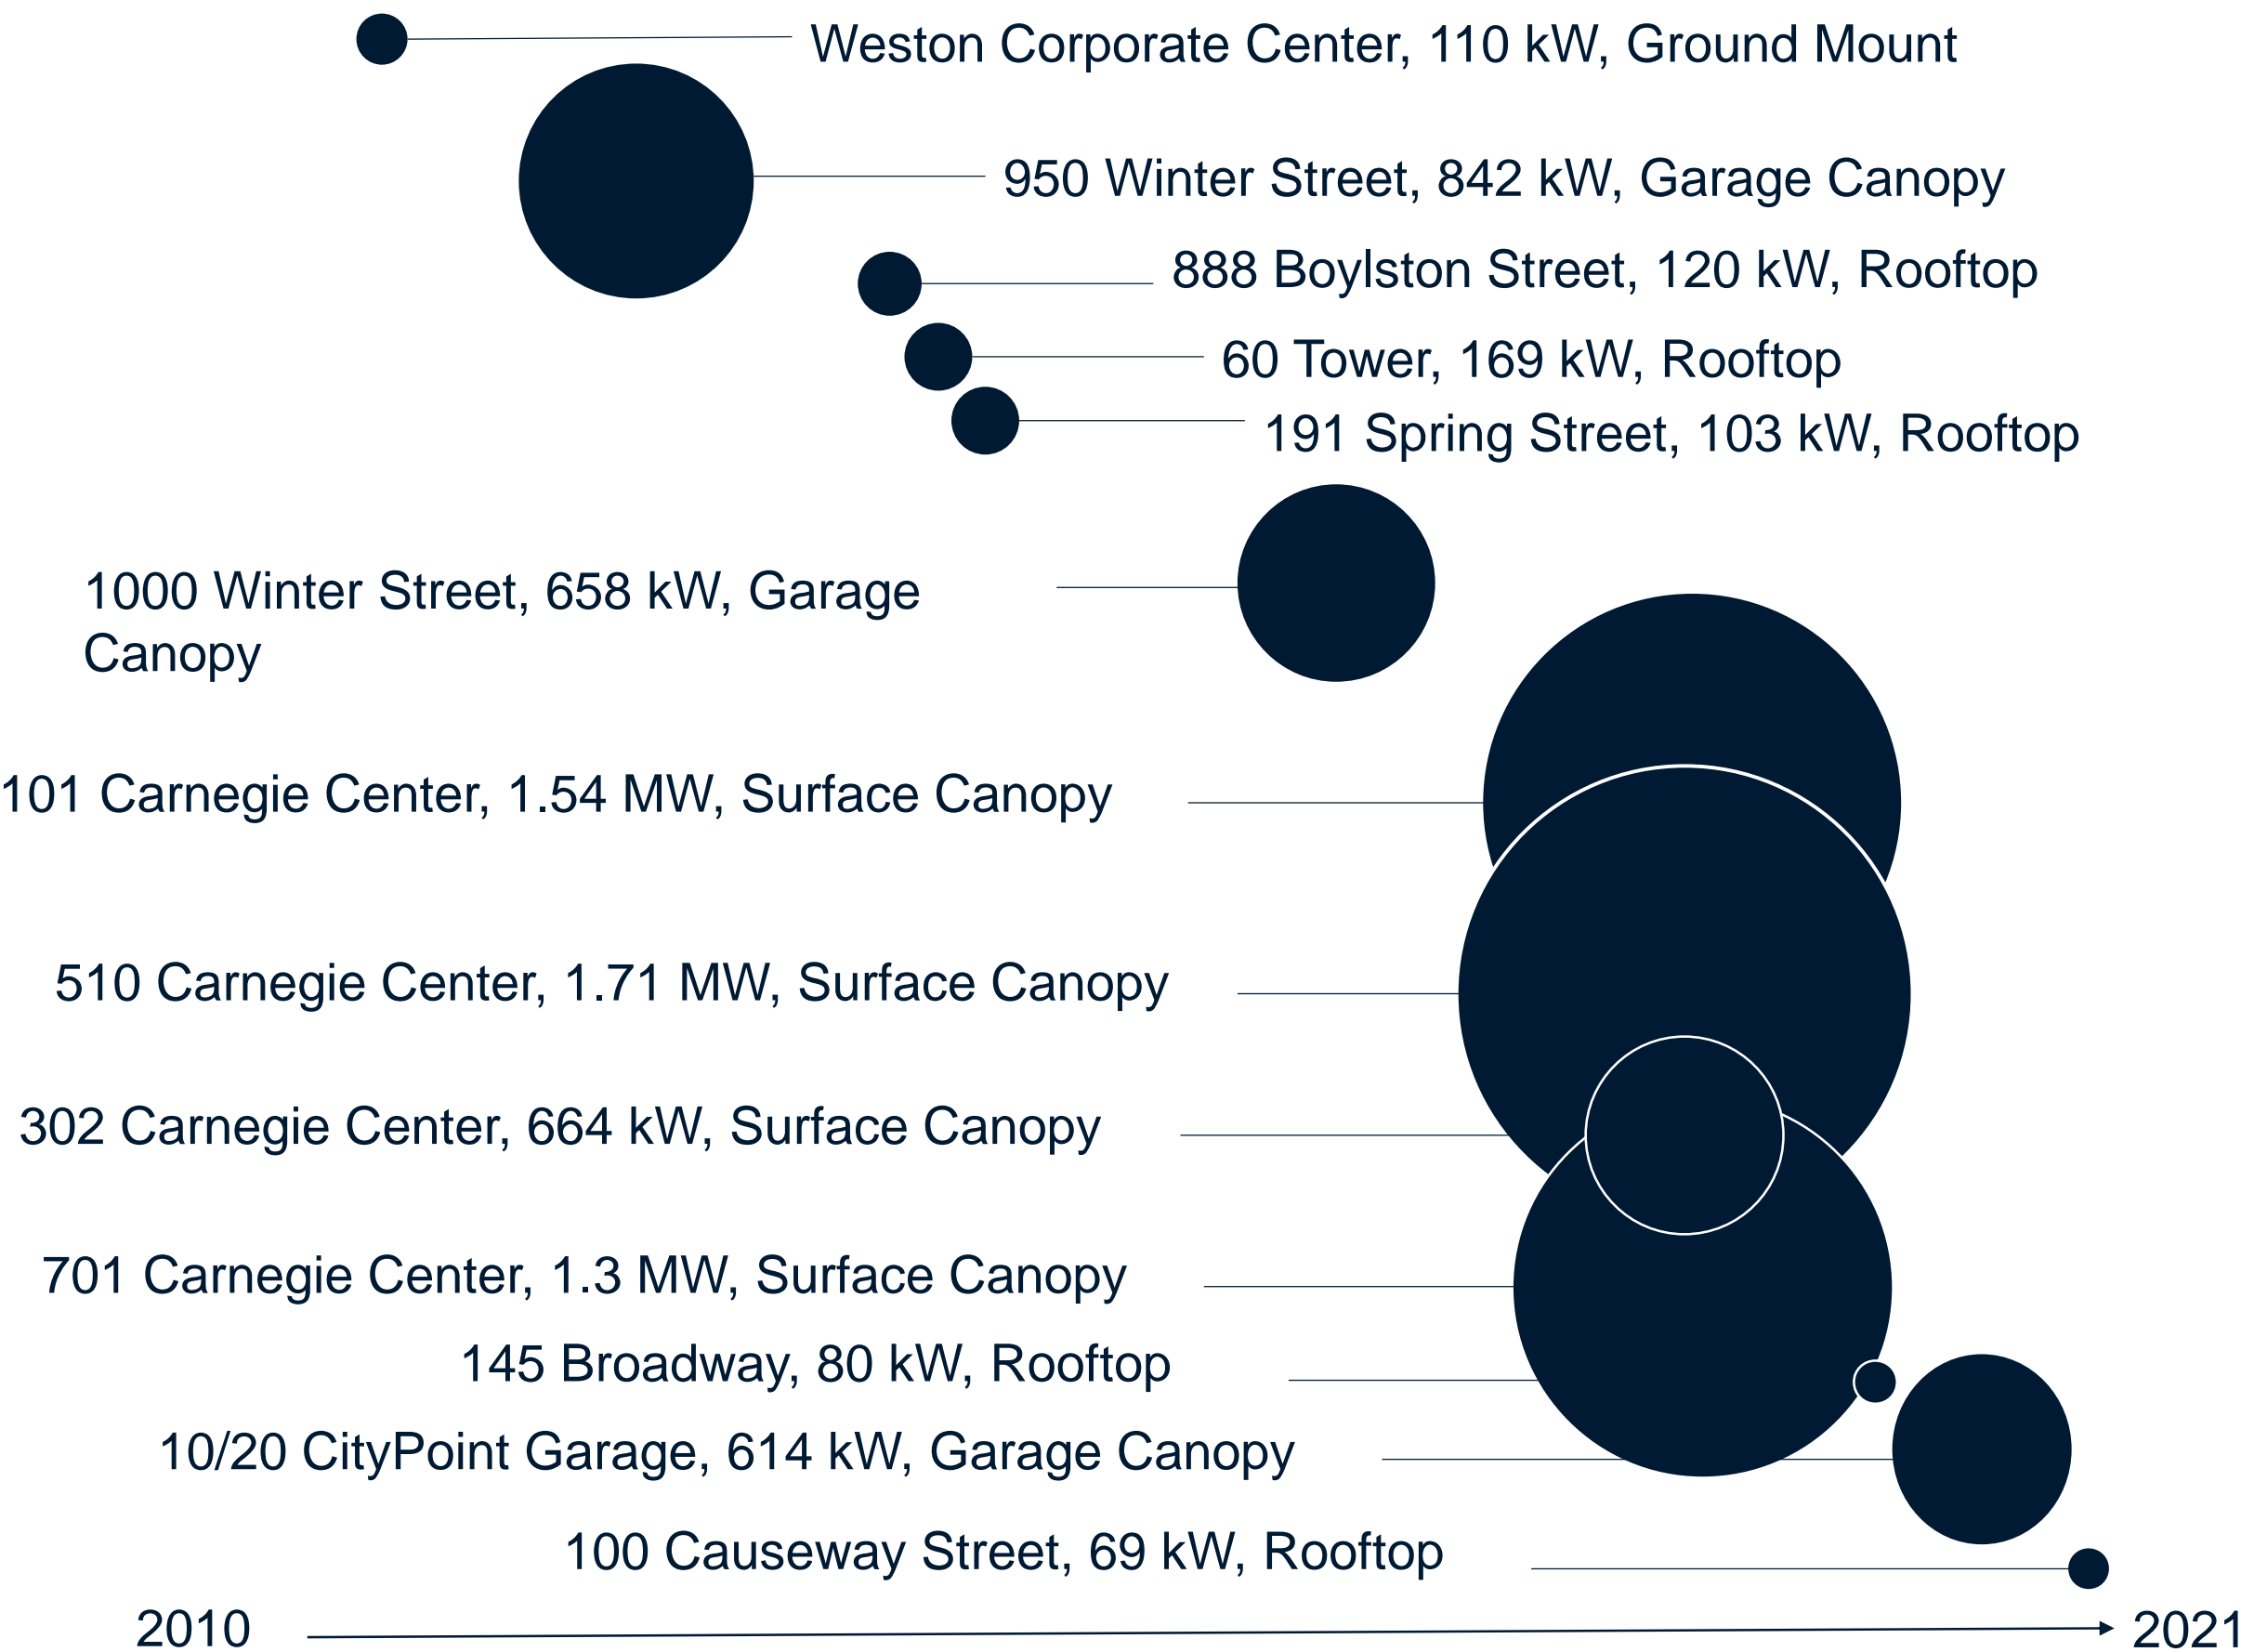 Weston Corporate Center, 110 kW, Ground Mount
950 Winter Street, 842 kW, Garage Canopy
888 Boylston Street, 120 kW, Rooftop
60 Tower, 169 kW, Rooftop
191 Spring Street, 103 kW, Rooftop
1000 Winter Street, 658 kW, Garage
Canopy
101 Carnegie Center, 1.54 MW, Surface Canopy
510 Carnegie Center, 1.71 MW, Surface Canopy
302 Carnegie Center, 664 kW, Surface Canopy
701 Carnegie Center, 1.3 MW, Surface Canopy
145 Broadway, 80 kW, Rooftop
10/20 CityPoint Garage, 614 kW, Garage Canopy
100 Causeway Street, 69 kW, Rooftop
2010
2021